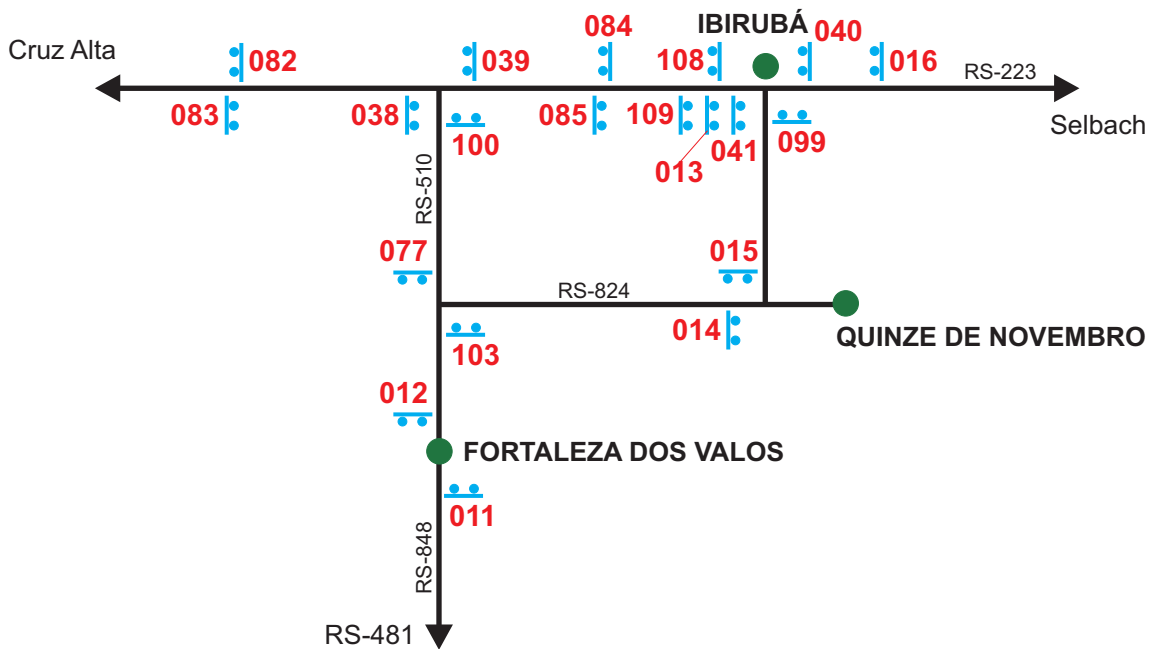 IBIRUBÁ
084
040
Cruz Alta
082
039
108
016
RS-223
083
038
100
085
109
013
041
099
Selbach
RS-510
077
015
RS-824
103
014
QUINZE DE NOVEMBRO
012
FORTALEZA DOS VALOS
011
RS-848
RS-481